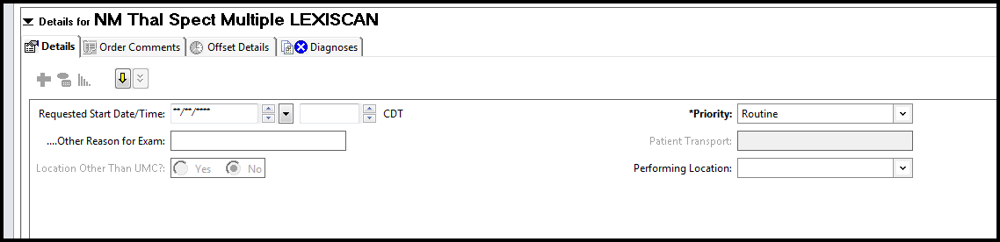 Details for NM Thal Spect Multiple LEXISCAN
Details Order Comments Offset Details Diagnoses
Requested Start Date/Time: **/**/**** CDT *Priority: Routine
....Other Reason for Exam: Patient Transport:
Location Other Than UMC?: Yes No Performing Location: